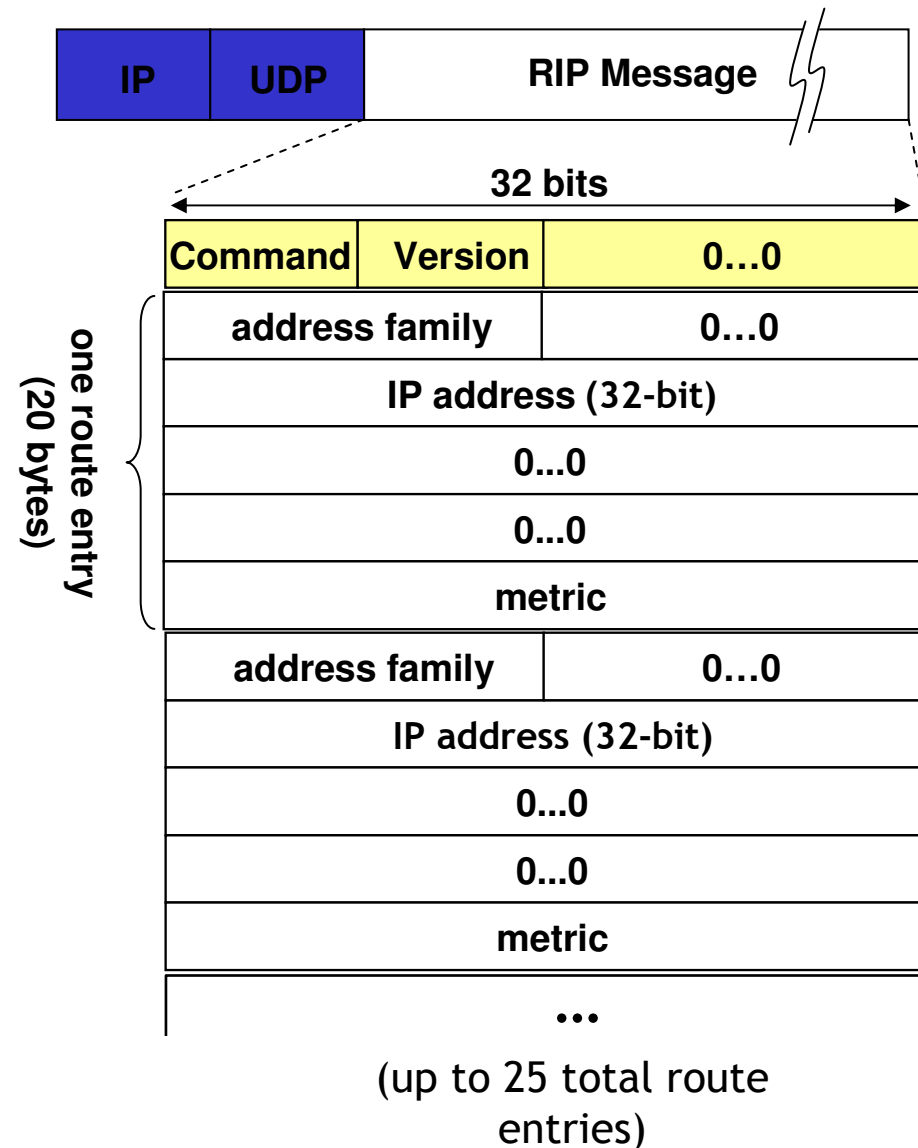 IP UDP RIP Message
32 bits
Command Version 0…0
address family 0…0
IP address (32-bit)
0...0
0...0
metric
one route entry
(20 bytes)
address family 0…0
IP address (32-bit)
0...0
0...0
metric
...
(up to 25 total route
entries)